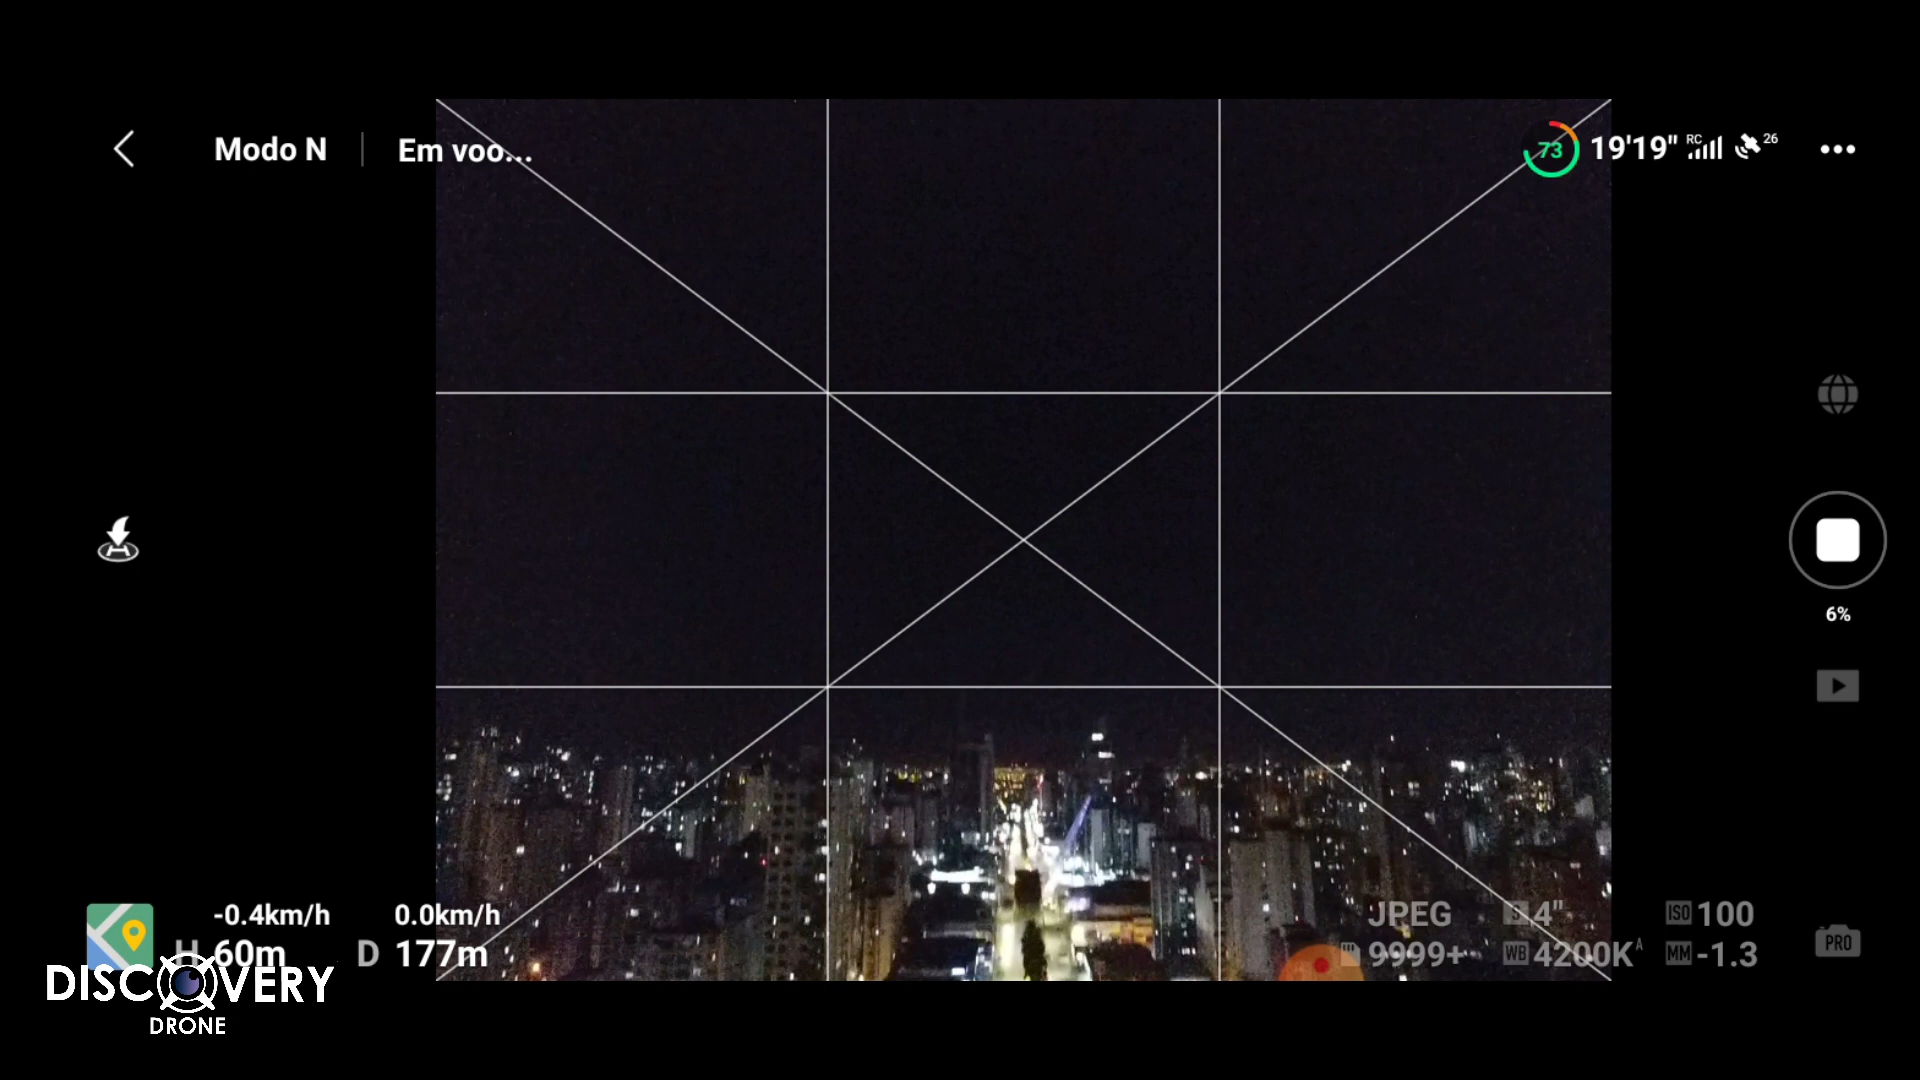 Modo N
Em voo...
73
19'19"
RC
26
6%
-0.4km/h
0.0km/h
H 60m
D 177m
JPEG
S 4"
ISO 100
9999+
WB 4200K A
MM -1.3
PRO
DISCOVERY
DRONE